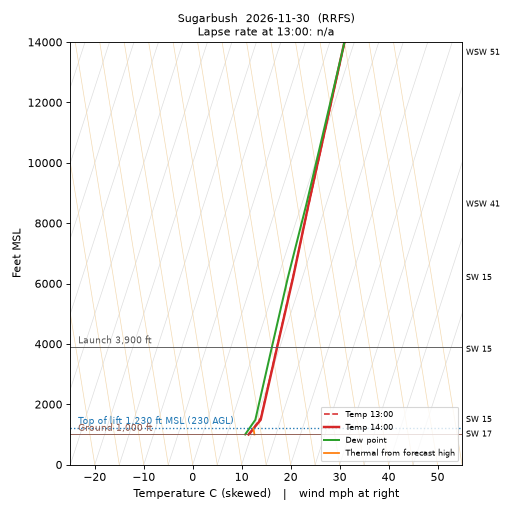 Sugarbush  2026-11-30  (RRFS)
Lapse rate at 13:00: n/a
14000
12000
10000
8000
6000
4000
2000
0
Feet MSL
WSW 51
WSW 41
SW 15
SW 15
SW 15
SW 17
Launch 3,900 ft
Top of lift 1,230 ft MSL (230 AGL)
Ground 1,000 ft
Temp 13:00
Temp 14:00
Dew point
Thermal from forecast high
−20
−10
0
10
20
30
40
50
Temperature C (skewed)   |   wind mph at right